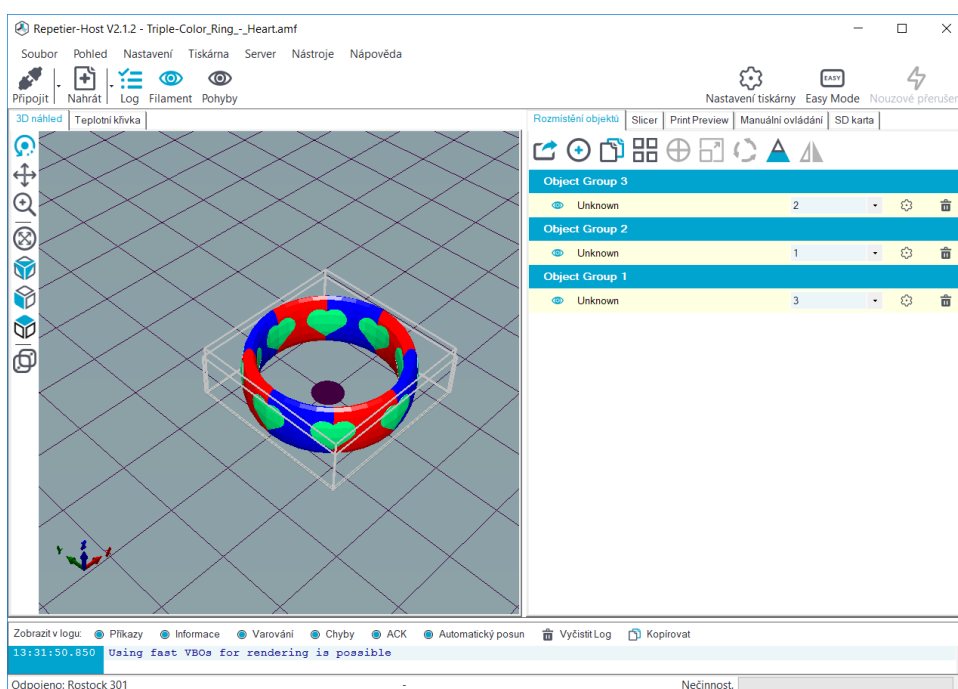 Repetier-Host V2.1.2 - Triple-Color_Ring_-_Heart.amf
Soubor Pohled Nastavení Tiskárna Server Nástroje Nápověda
Připojit Nahrát Log Filament Pohyby Nastavení tiskárny EASY Easy Mode Nouzové přerušen
3D náhled Teplotní křivka Rozmístění objektů Slicer Print Preview Manuální ovládání SD karta
Object Group 3
Unknown 2
Object Group 2
Unknown 1
Object Group 1
Unknown 3
Y Z X
Zobrazit v logu: Příkazy Informace Varování Chyby ACK Automatický posun Vyčistit Log Kopírovat
13:31:50.850 Using fast VBOs for rendering is possible
Odpojeno: Rostock 301 - Nečinnost.